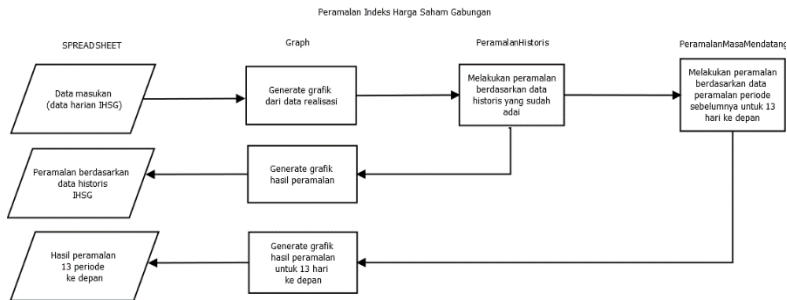 Peramalan Indeks Harga Saham Gabungan
SPREADSHEET
Graph
PeramalanHistoris
PeramalanMasaMendatang
Data masukan
(data harian IHSG)
Generate grafik
dari data realisasi
Melakukan peramalan
berdasarkan data
historis yang sudah
adai
Melakukan peramalan
berdasarkan data
peramalan periode
sebelumnya untuk 13
hari ke depan
Peramalan berdasarkan
data historis
IHSG
Generate grafik
hasil peramalan
Hasil peramalan
13 periode
ke depan
Generate grafik
hasil peramalan
untuk 13 hari
ke depan